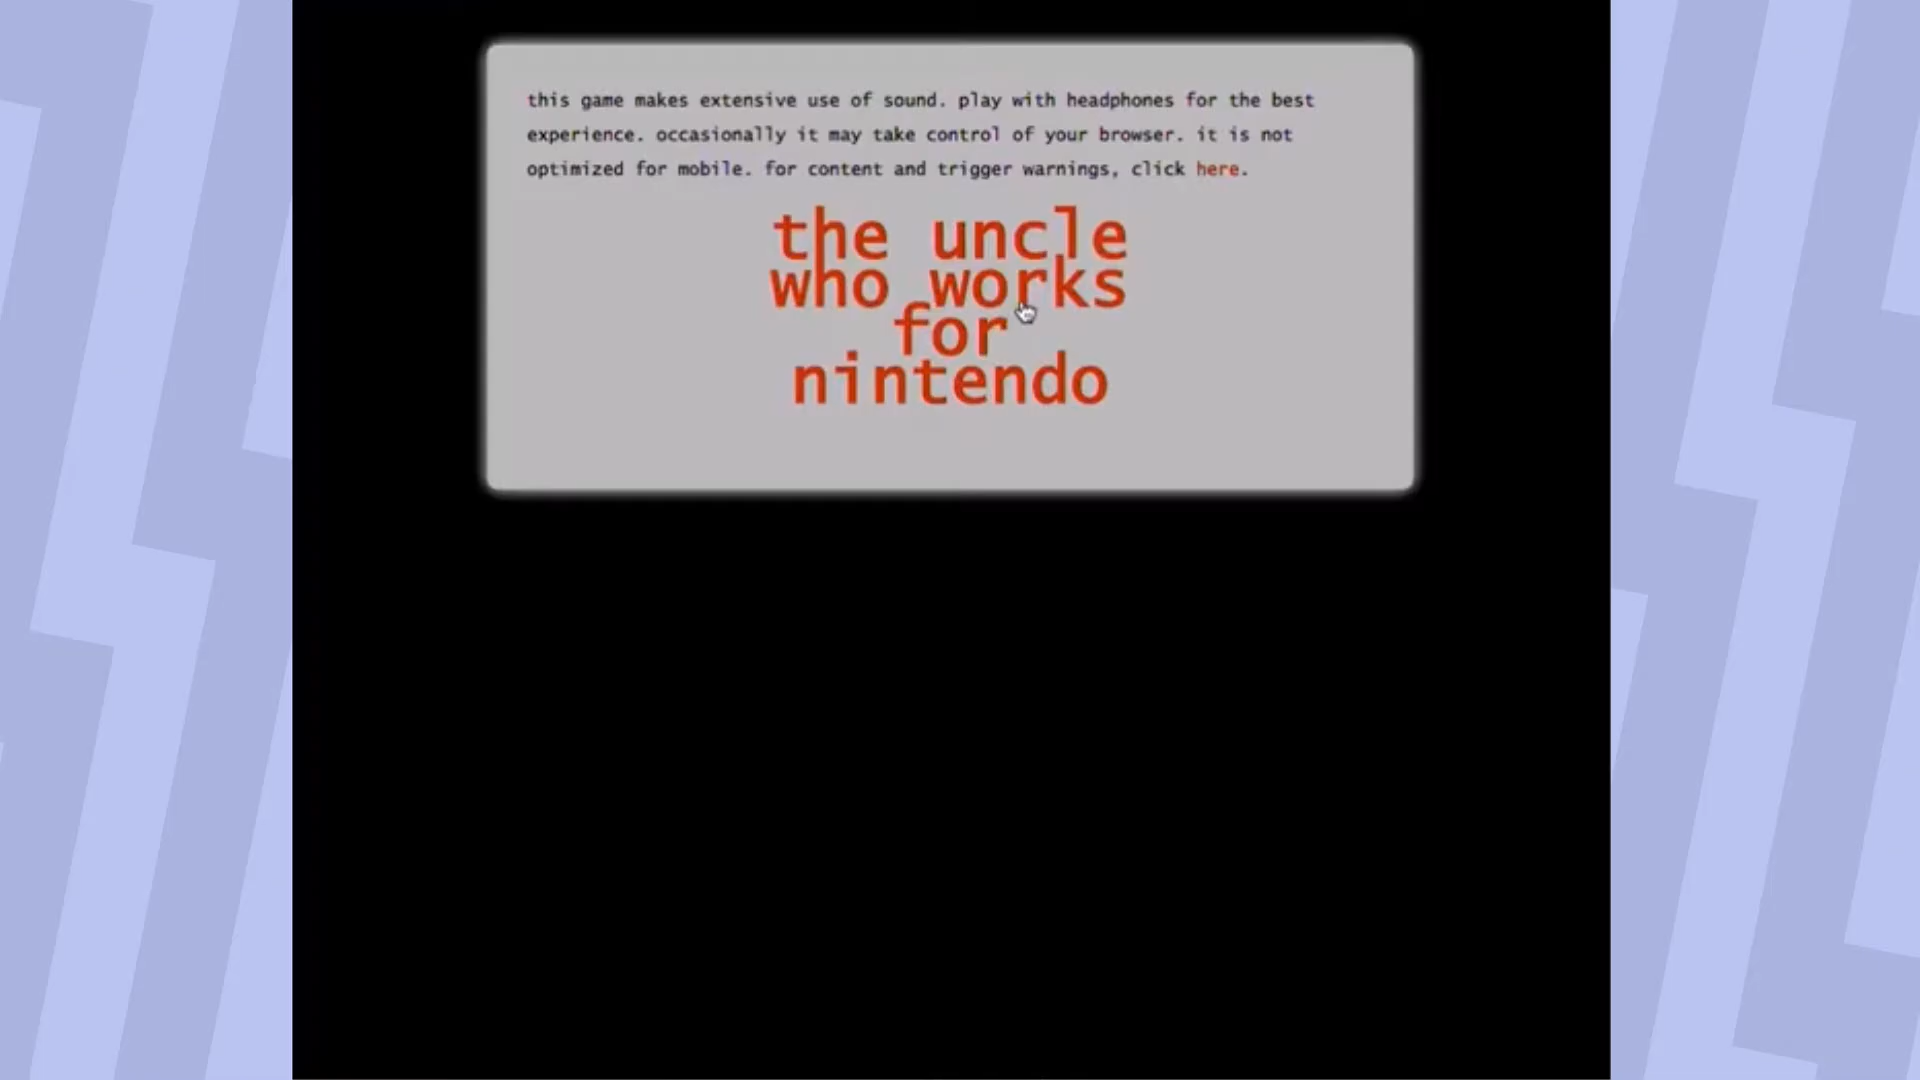 this game makes extensive use of sound. play with headphones for the best
experience. occasionally it may take control of your browser. it is not
optimized for mobile. for content and trigger warnings, click here.
the uncle
who works
for
nintendo